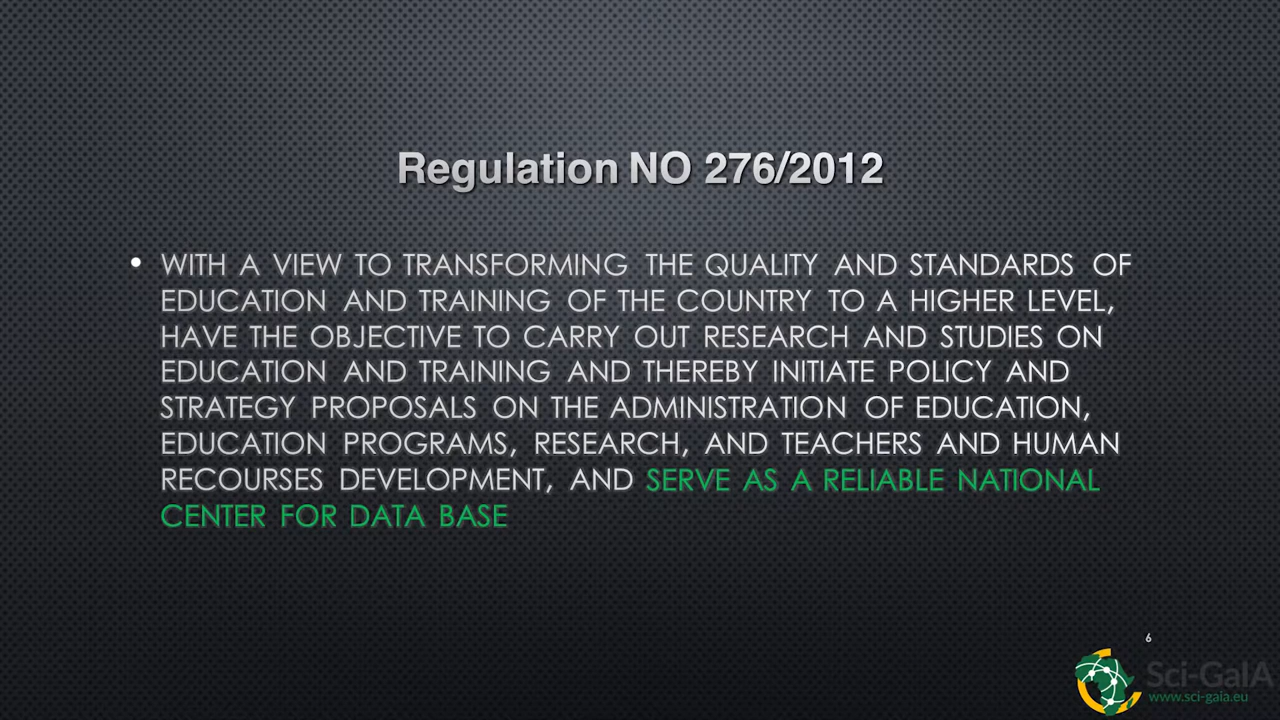 Regulation NO 276/2012
• WITH A VIEW TO TRANSFORMING THE QUALITY AND STANDARDS OF
EDUCATION AND TRAINING OF THE COUNTRY TO A HIGHER LEVEL,
HAVE THE OBJECTIVE TO CARRY OUT RESEARCH AND STUDIES ON
EDUCATION AND TRAINING AND THEREBY INITIATE POLICY AND
STRATEGY PROPOSALS ON THE ADMINISTRATION OF EDUCATION,
EDUCATION PROGRAMS, RESEARCH, AND TEACHERS AND HUMAN
RECOURSES DEVELOPMENT, AND SERVE AS A RELIABLE NATIONAL
CENTER FOR DATA BASE
6
Sci-GaIA
www.sci-gaia.eu